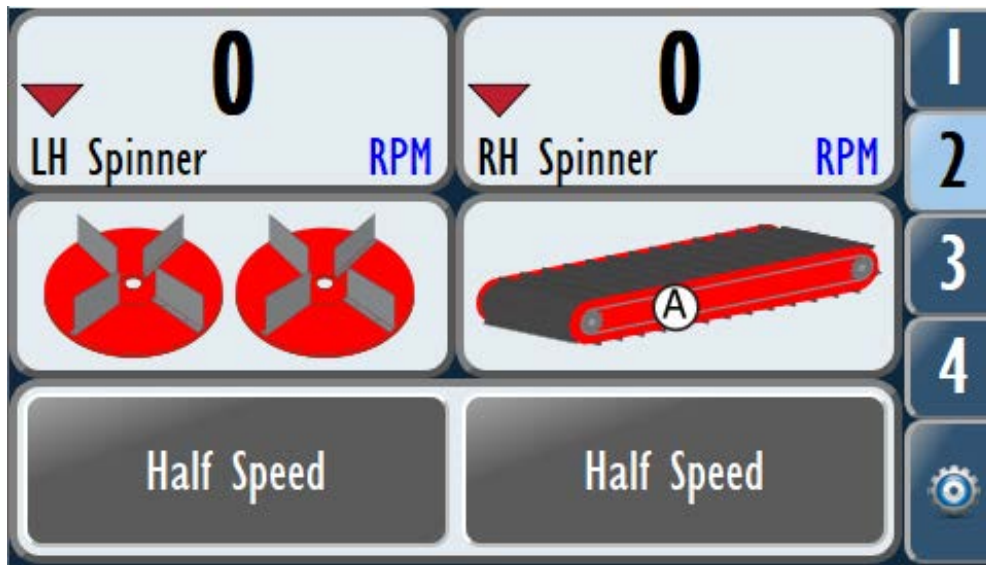 0
LH Spinner RPM
0
RH Spinner RPM
A
Half Speed
Half Speed
1
2
3
4